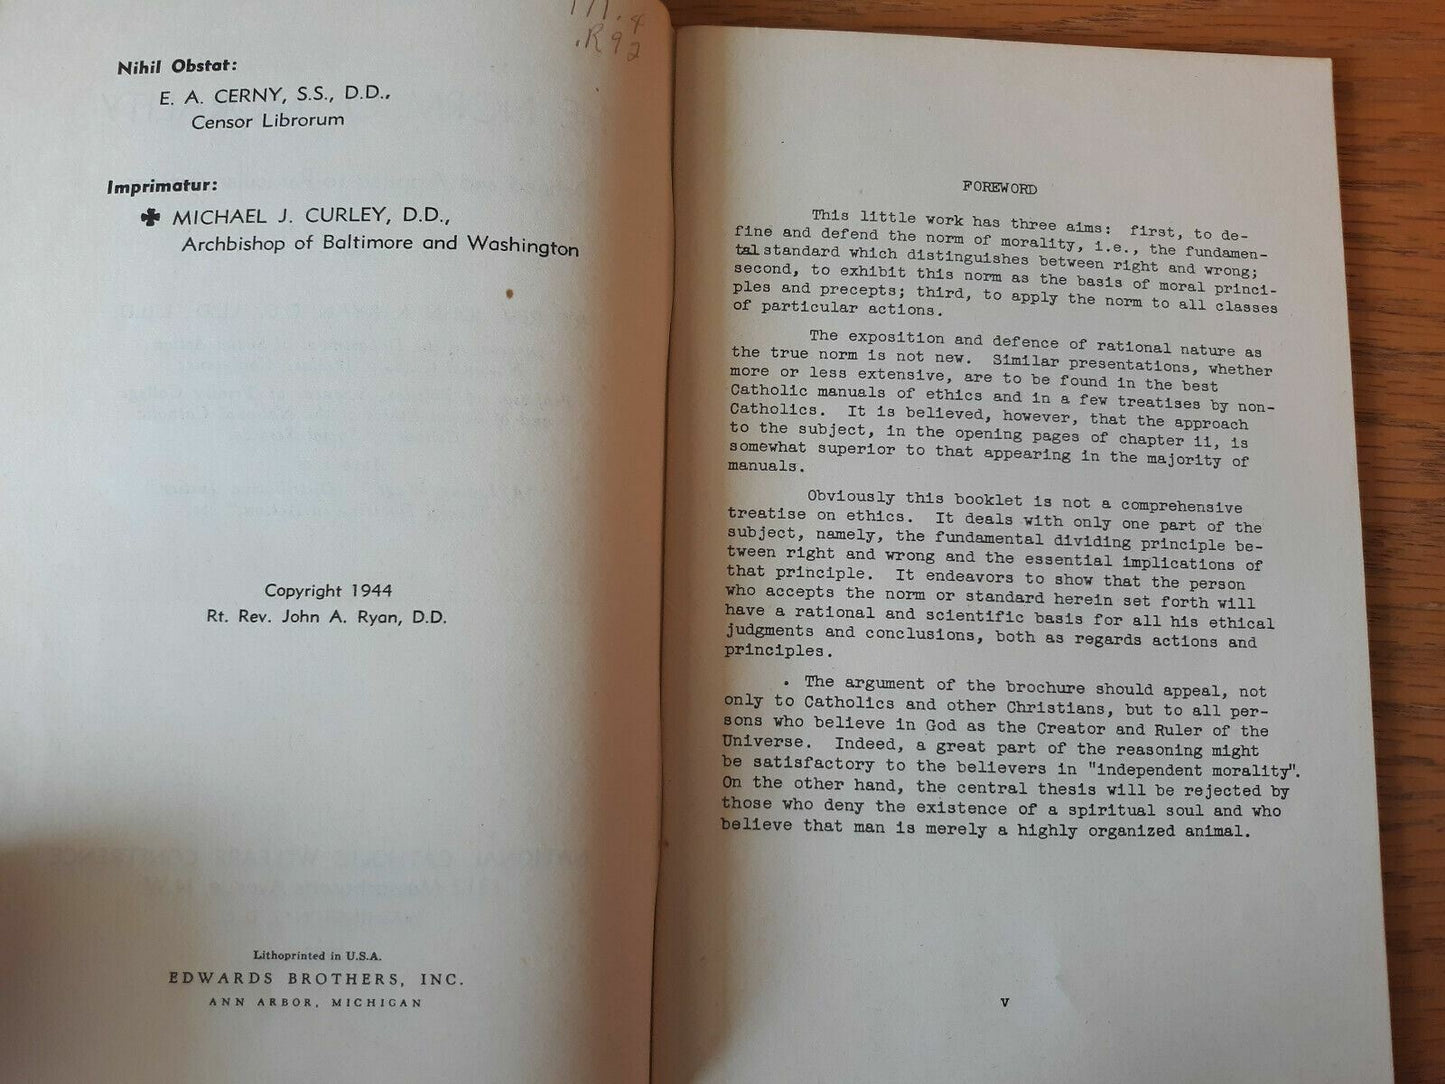 .R92
Nihil Obstat:
E. A. CERNY, S.S., D.D.,
Censor Librorum
Imprimatur:
✠ MICHAEL J. CURLEY, D.D.,
Archbishop of Baltimore and Washington
Copyright 1944
Rt. Rev. John A. Ryan, D.D.
Lithoprinted in U.S.A.
EDWARDS BROTHERS, INC.
ANN ARBOR, MICHIGAN
FOREWORD
This little work has three aims: first, to de-
fine and defend the norm of morality, i.e., the fundamen-
tal standard which distinguishes between right and wrong;
second, to exhibit this norm as the basis of moral princi-
ples and precepts; third, to apply the norm to all classes
of particular actions.
The exposition and defence of rational nature as
the true norm is not new. Similar presentations, whether
more or less extensive, are to be found in the best
Catholic manuals of ethics and in a few treatises by non-
Catholics. It is believed, however, that the approach
to the subject, in the opening pages of chapter ii, is
somewhat superior to that appearing in the majority of
manuals.
Obviously this booklet is not a comprehensive
treatise on ethics. It deals with only one part of the
subject, namely, the fundamental dividing principle be-
tween right and wrong and the essential implications of
that principle. It endeavors to show that the person
who accepts the norm or standard herein set forth will
have a rational and scientific basis for all his ethical
judgments and conclusions, both as regards actions and
principles.
The argument of the brochure should appeal, not
only to Catholics and other Christians, but to all per-
sons who believe in God as the Creator and Ruler of the
Universe. Indeed, a great part of the reasoning might
be satisfactory to the believers in "independent morality".
On the other hand, the central thesis will be rejected by
those who deny the existence of a spiritual soul and who
believe that man is merely a highly organized animal.
V